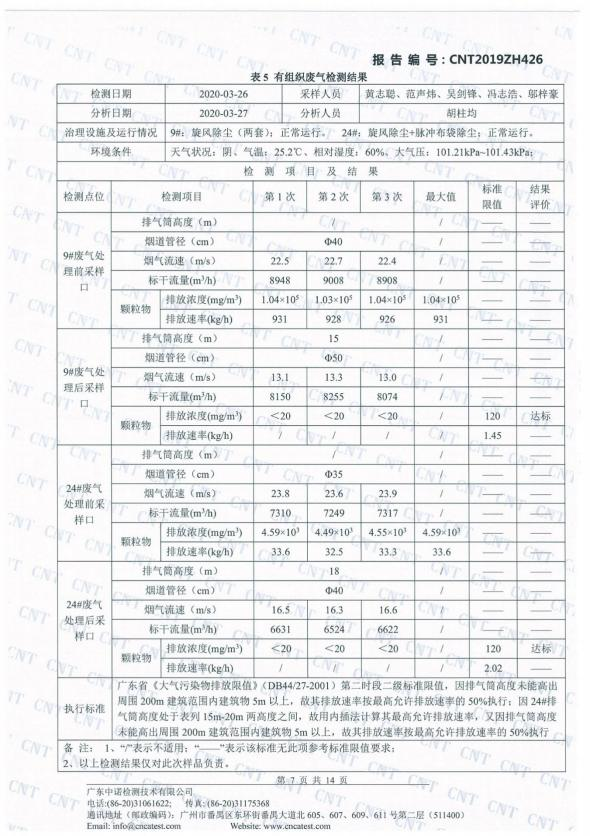 报 告 编 号：CNT2019ZH426
表 5 有组织废气检测结果
检测日期 2020-03-26 采样人员 黄志聪、范声炜、吴剑锋、冯志浩、邬梓豪
分析日期 2020-03-27 分析人员 胡柱均
治理设施及运行情况 9#：旋风除尘（两套）；正常运行。 24#：旋风除尘+脉冲布袋除尘；正常运行。
环境条件 天气状况：阴、气温：25.2℃、相对湿度：60%、大气压：101.21kPa~101.43kPa;
检 测 项 目 及 结 果
检测点位 检测项目 第 1 次 第 2 次 第 3 次 最大值 标准限值 结果评价
9#废气处理前采样口 排气筒高度（m） / / —— ——
烟道管径（cm） Φ40 / —— ——
烟气流速（m/s） 22.5 22.7 22.4 / —— ——
标干流量(m³/h) 8948 9008 8908 / —— ——
颗粒物 排放浓度(mg/m³) 1.04×10⁵ 1.03×10⁵ 1.04×10⁵ 1.04×10⁵ —— ——
排放速率(kg/h) 931 928 926 931 —— ——
9#废气处理后采样口 排气筒高度（m） 15 / —— ——
烟道管径（cm） Φ50 / —— ——
烟气流速（m/s） 13.1 13.3 13.0 / —— ——
标干流量(m³/h) 8150 8255 8074 / —— ——
颗粒物 排放浓度(mg/m³) ＜20 ＜20 ＜20 / 120 达标
排放速率(kg/h) / / / / 1.45 ——
24#废气处理前采样口 排气筒高度（m） / / —— ——
烟道管径（cm） Φ35 / —— ——
烟气流速（m/s） 23.8 23.6 23.9 / —— ——
标干流量(m³/h) 7310 7249 7317 / —— ——
颗粒物 排放浓度(mg/m³) 4.59×10³ 4.49×10³ 4.55×10³ 4.59×10³ —— ——
排放速率(kg/h) 33.6 32.5 33.3 33.6 —— ——
24#废气处理后采样口 排气筒高度（m） 18 / —— ——
烟道管径（cm） Φ40 / —— ——
烟气流速（m/s） 16.5 16.3 16.6 / —— ——
标干流量(m³/h) 6631 6524 6622 / —— ——
颗粒物 排放浓度(mg/m³) ＜20 ＜20 ＜20 / 120 达标
排放速率(kg/h) / / / / 2.02 ——
执行标准 广东省《大气污染物排放限值》（DB44/27-2001）第二时段二级标准限值，因排气筒高度未能高出
周围 200m 建筑范围内建筑物 5m 以上，故其排放速率按最高允许排放速率的 50%执行；因 24#排
气筒高度处于表列 15m-20m 两高度之间，故用内插法计算其最高允许排放速率，又因排气筒高度
未能高出周围 200m 建筑范围内建筑物 5m 以上，故其排放速率按最高允许排放速率的 50%执行
备 注： 1、“/”表示不适用；“——”表示该标准无此项参考标准限值要求；
2、以上检测结果仅对此次样品负责。
第 7 页 共 14 页
广东中诺检测技术有限公司
电话:(86-20)31061622; 传真:(86-20)31175368
通讯地址（邮政编码）：广州市番禺区东环街番禺大道北 605、607、609、611 号第二层（511400）
Email: info@cncatest.com Website: www.cncatest.com